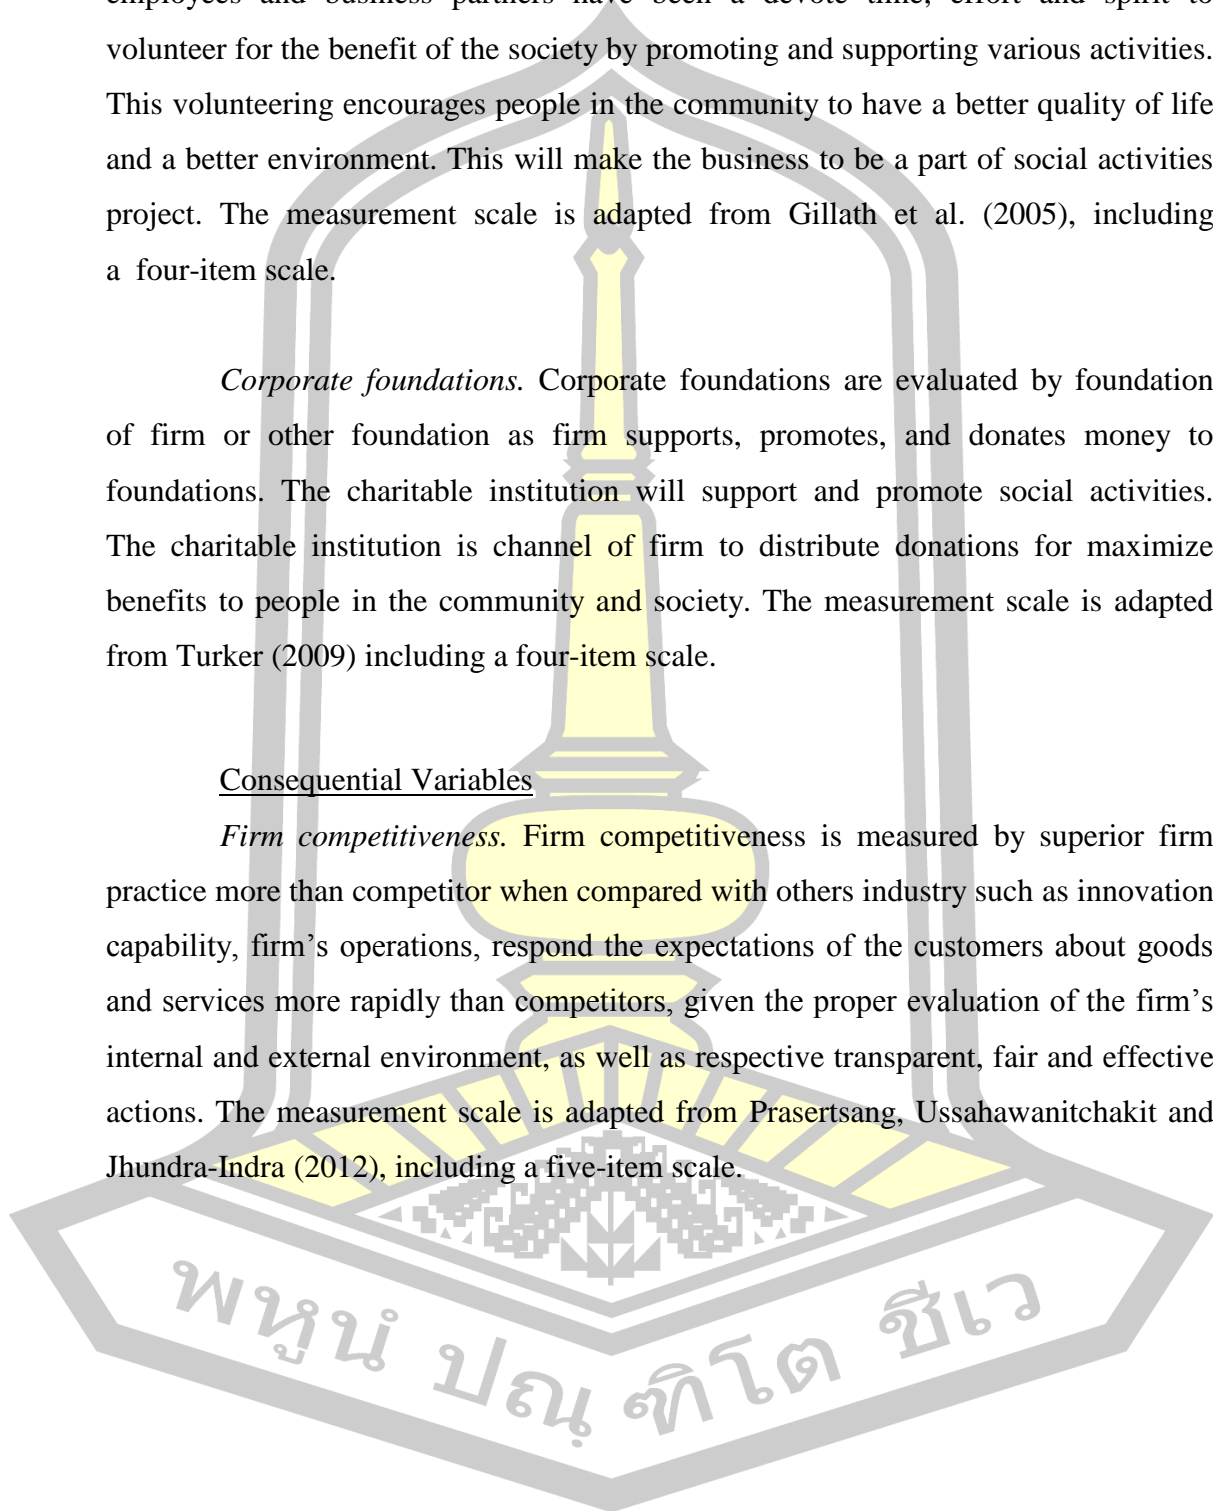 employees and business partners have been a devote time, effort and spirit to
volunteer for the benefit of the society by promoting and supporting various activities.
This volunteering encourages people in the community to have a better quality of life
and a better environment. This will make the business to be a part of social activities
project. The measurement scale is adapted from Gillath et al. (2005), including
a four-item scale.
Corporate foundations. Corporate foundations are evaluated by foundation
of firm or other foundation as firm supports, promotes, and donates money to
foundations. The charitable institution will support and promote social activities.
The charitable institution is channel of firm to distribute donations for maximize
benefits to people in the community and society. The measurement scale is adapted
from Turker (2009) including a four-item scale.
Consequential Variables
Firm competitiveness. Firm competitiveness is measured by superior firm
practice more than competitor when compared with others industry such as innovation
capability, firm's operations, respond the expectations of the customers about goods
and services more rapidly than competitors, given the proper evaluation of the firm's
internal and external environment, as well as respective transparent, fair and effective
actions. The measurement scale is adapted from Prasertsang, Ussahawanitchakit and
Jhundra-Indra (2012), including a five-item scale.
พหูนํ ปณฺฑิโต ชีเว